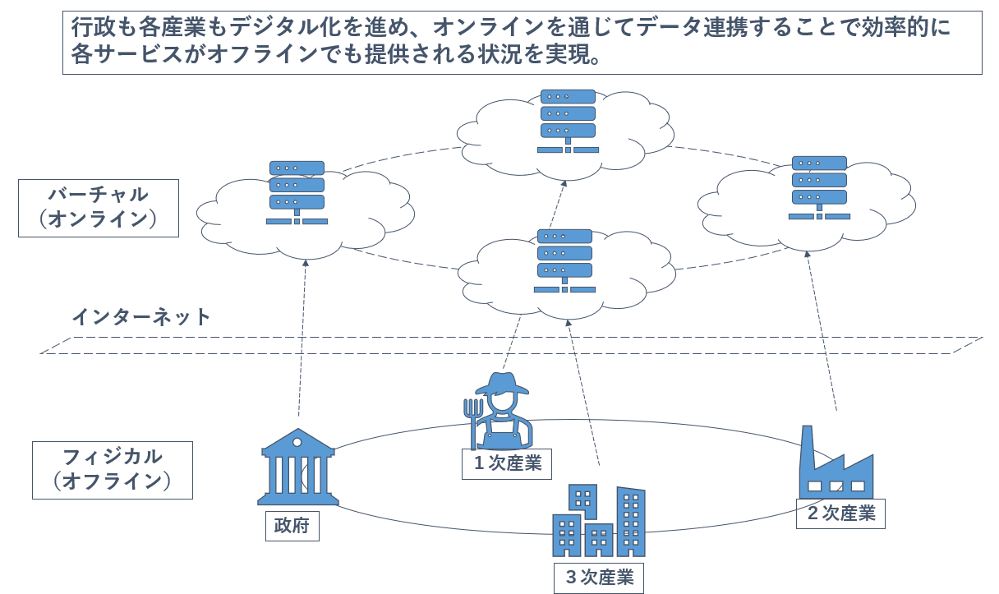 行政も各産業もデジタル化を進め、オンラインを通じてデータ連携することで効率的に
各サービスがオフラインでも提供される状況を実現。
バーチャル
（オンライン）
インターネット
フィジカル
（オフライン）
１次産業
２次産業
政府
３次産業